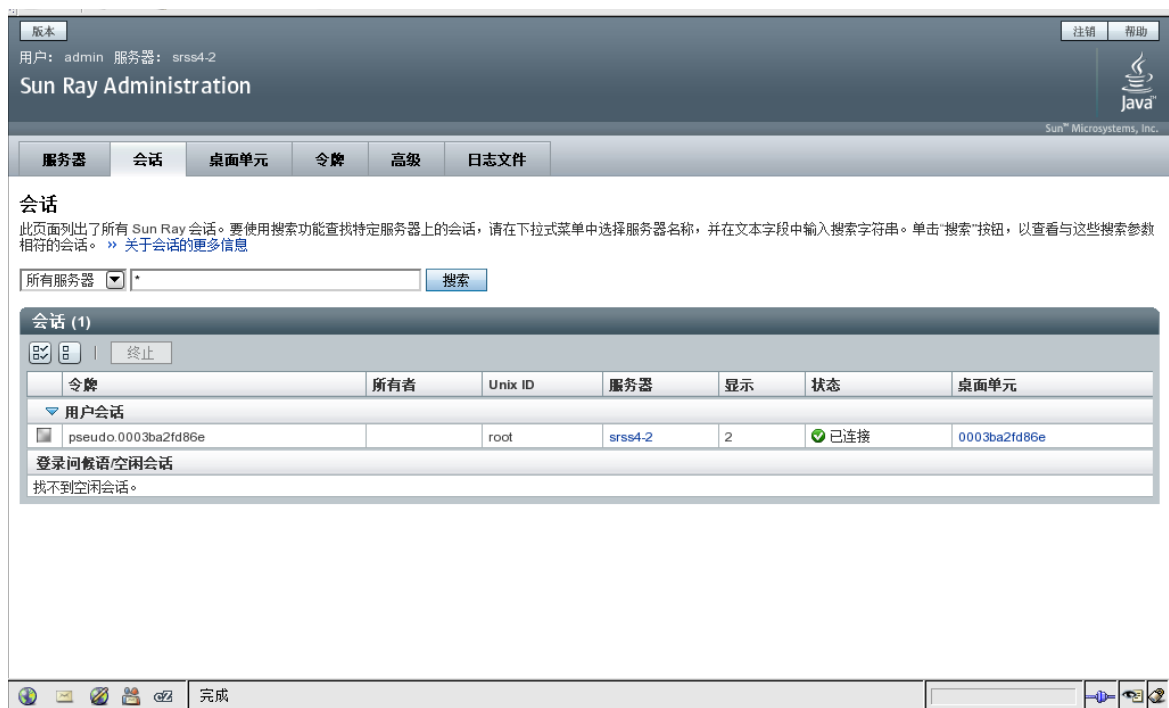 版本
注销 帮助
用户: admin 服务器: srss4-2
Sun Ray Administration
Java™
Sun™ Microsystems, Inc.
服务器 会话 桌面单元 令牌 高级 日志文件
会话
此页面列出了所有 Sun Ray 会话。要使用搜索功能查找特定服务器上的会话，请在下拉式菜单中选择服务器名称，并在文本字段中输入搜索字符串。单击"搜索"按钮，以查看与这些搜索参数
相符的会话。 » 关于会话的更多信息
所有服务器 * 搜索
会话 (1)
终止
令牌 所有者 Unix ID 服务器 显示 状态 桌面单元
用户会话
pseudo.0003ba2fd86e root srss4-2 2 已连接 0003ba2fd86e
登录问候语/空闲会话
找不到空闲会话。
完成